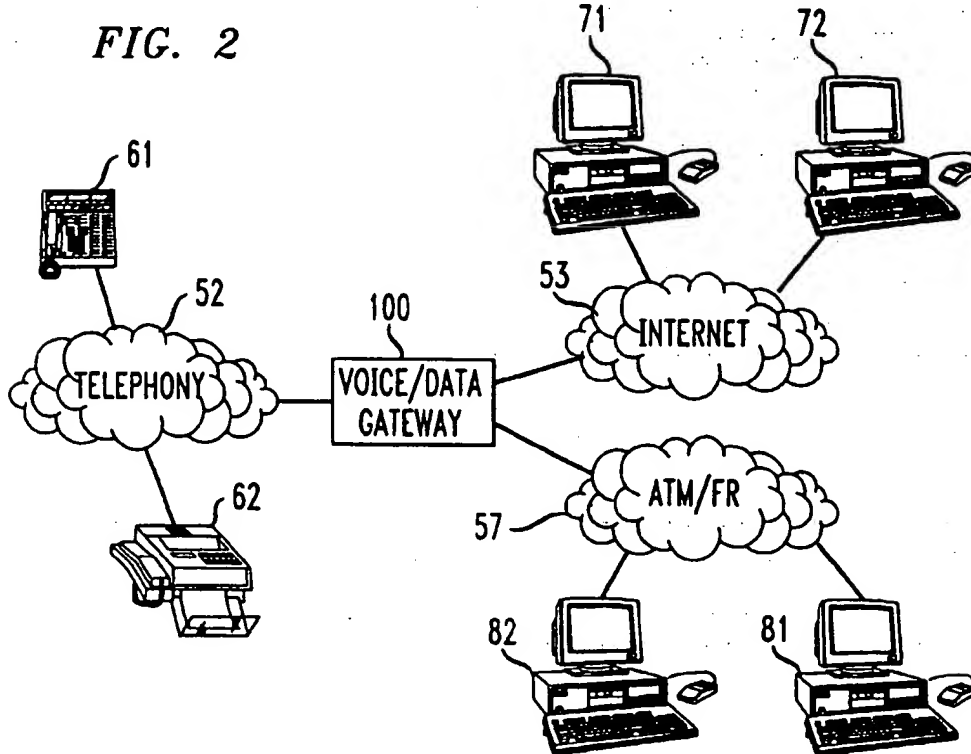 FIG. 2
71
72
61
52
53
100
INTERNET
TELEPHONY
VOICE/DATA
GATEWAY
ATM/FR
57
62
82
81